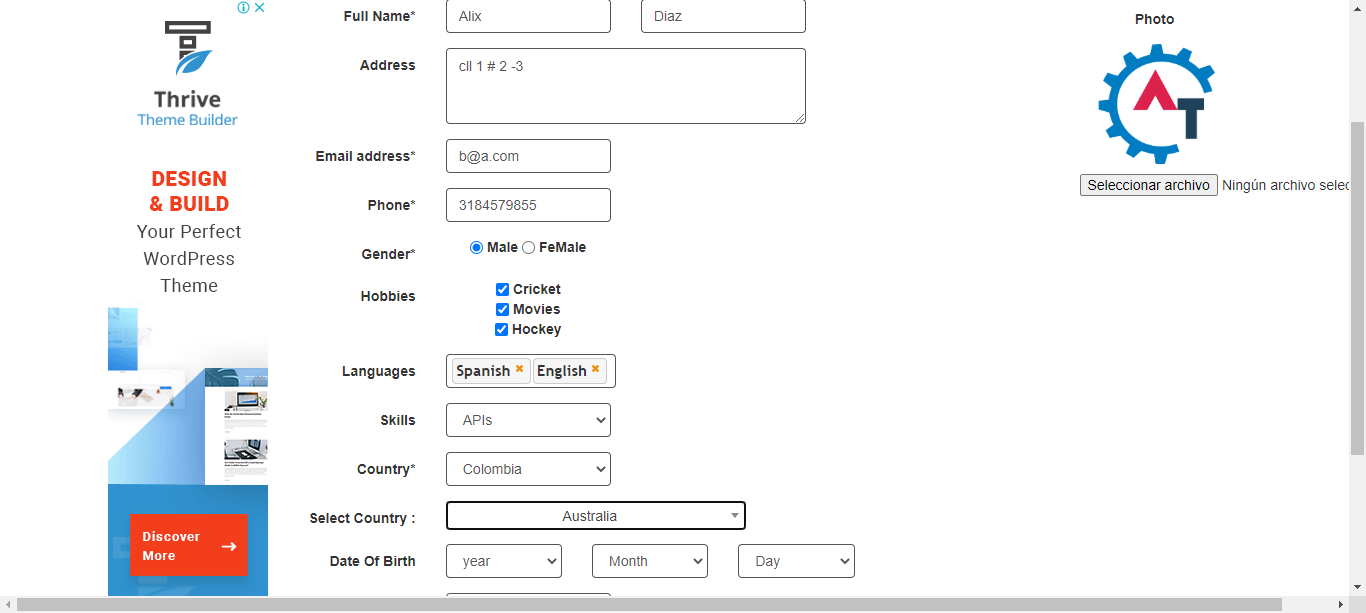 Thrive
Theme Builder
DESIGN
& BUILD
Your Perfect
WordPress
Theme
Discover
More
Full Name* Alix Diaz
Address cll 1 # 2 -3
Email address* b@a.com
Phone* 3184579855
Gender* Male FeMale
Hobbies Cricket
Movies
Hockey
Languages Spanish English
Skills APIs
Country* Colombia
Select Country : Australia
Date Of Birth year Month Day
Photo
AT
Seleccionar archivo Ningún archivo selec